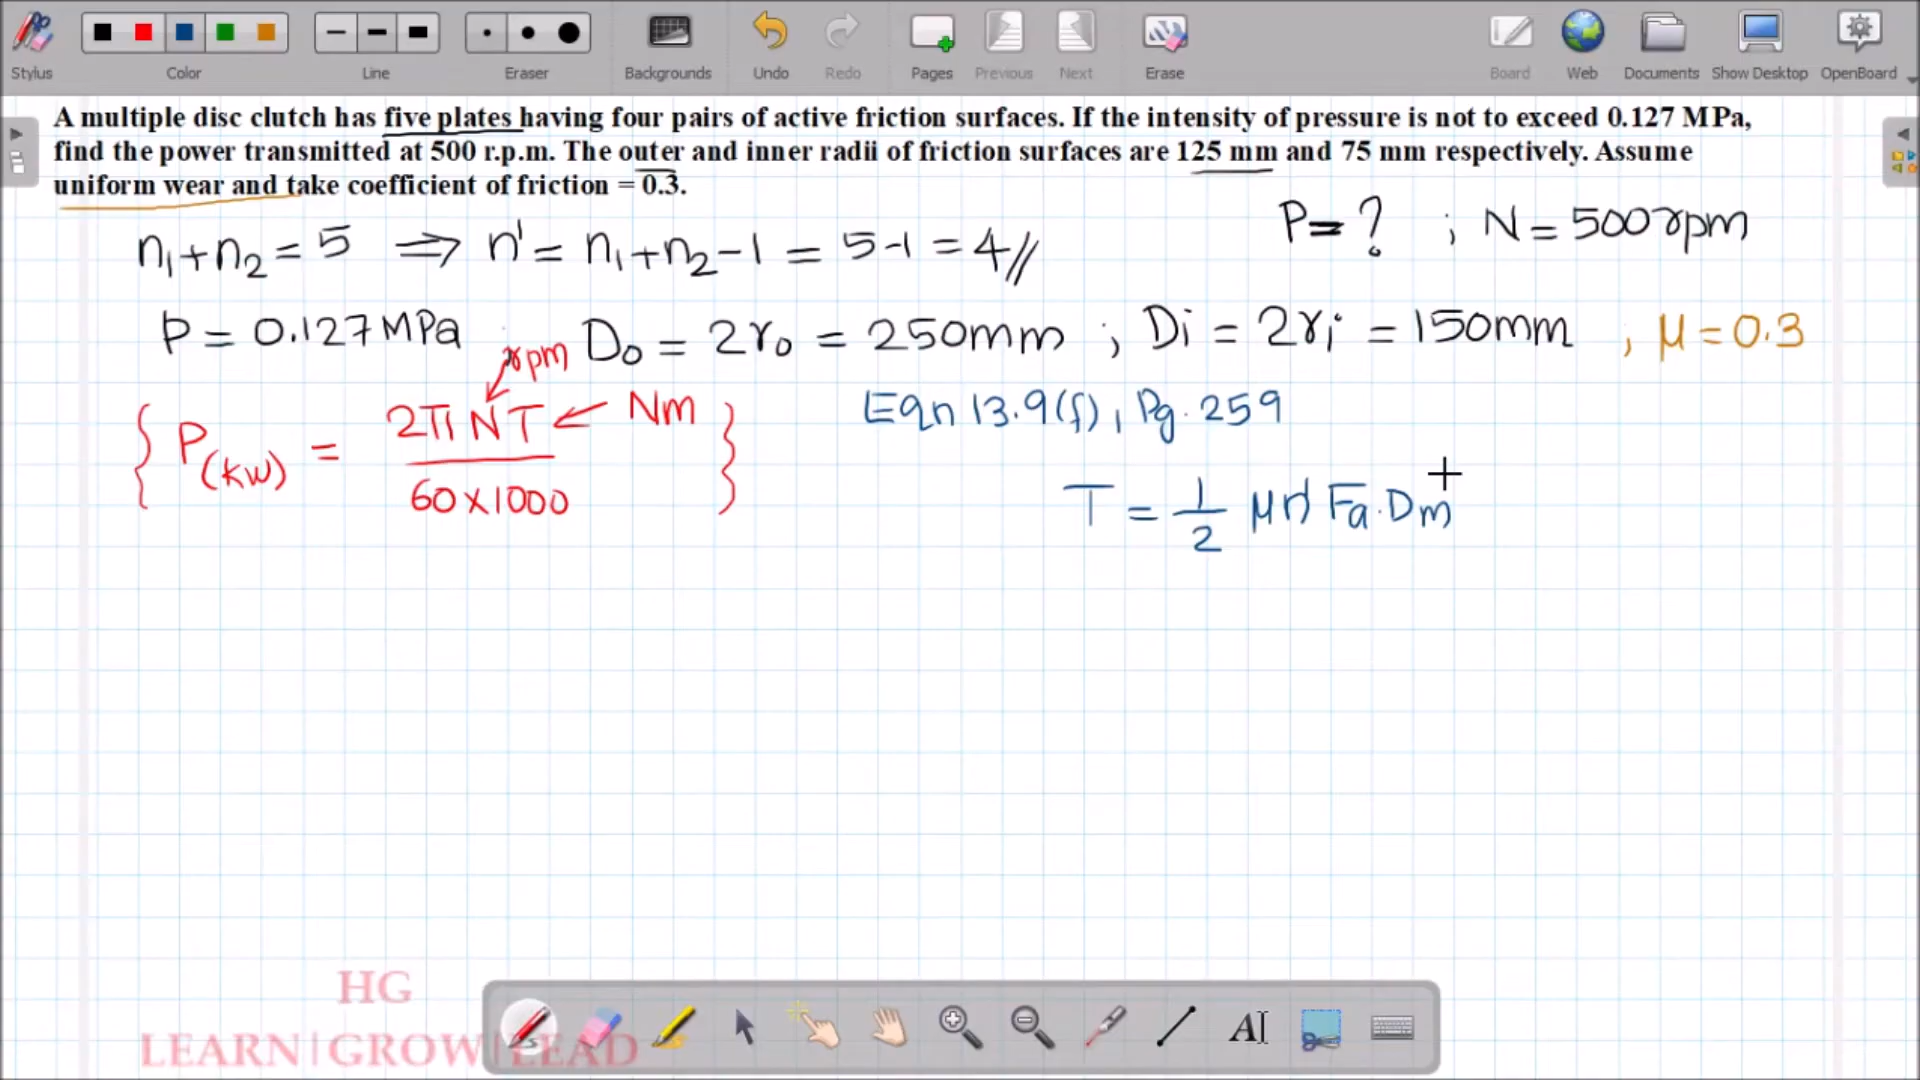 Stylus Color Line Eraser Backgrounds Undo Redo Pages Previous Next Erase Board Web Documents Show Desktop OpenBoard
A multiple disc clutch has five plates having four pairs of active friction surfaces. If the intensity of pressure is not to exceed 0.127 MPa,
find the power transmitted at 500 r.p.m. The outer and inner radii of friction surfaces are 125 mm and 75 mm respectively. Assume
uniform wear and take coefficient of friction = 0.3.
P = ? ; N = 500 rpm
n₁+n₂ = 5 ⟹ n' = n₁+n₂-1 = 5-1 = 4//
p = 0.127 MPa ; Do = 2ro = 250mm ; Di = 2ri = 150mm ; μ = 0.3
rpm
{ P(kW) = 2πNT / 60x1000 } ← Nm
Eqn 13.9(f), Pg. 259
T = 1/2 μn' Fa.Dm
HG
LEARN|GROW|LEAD
AI